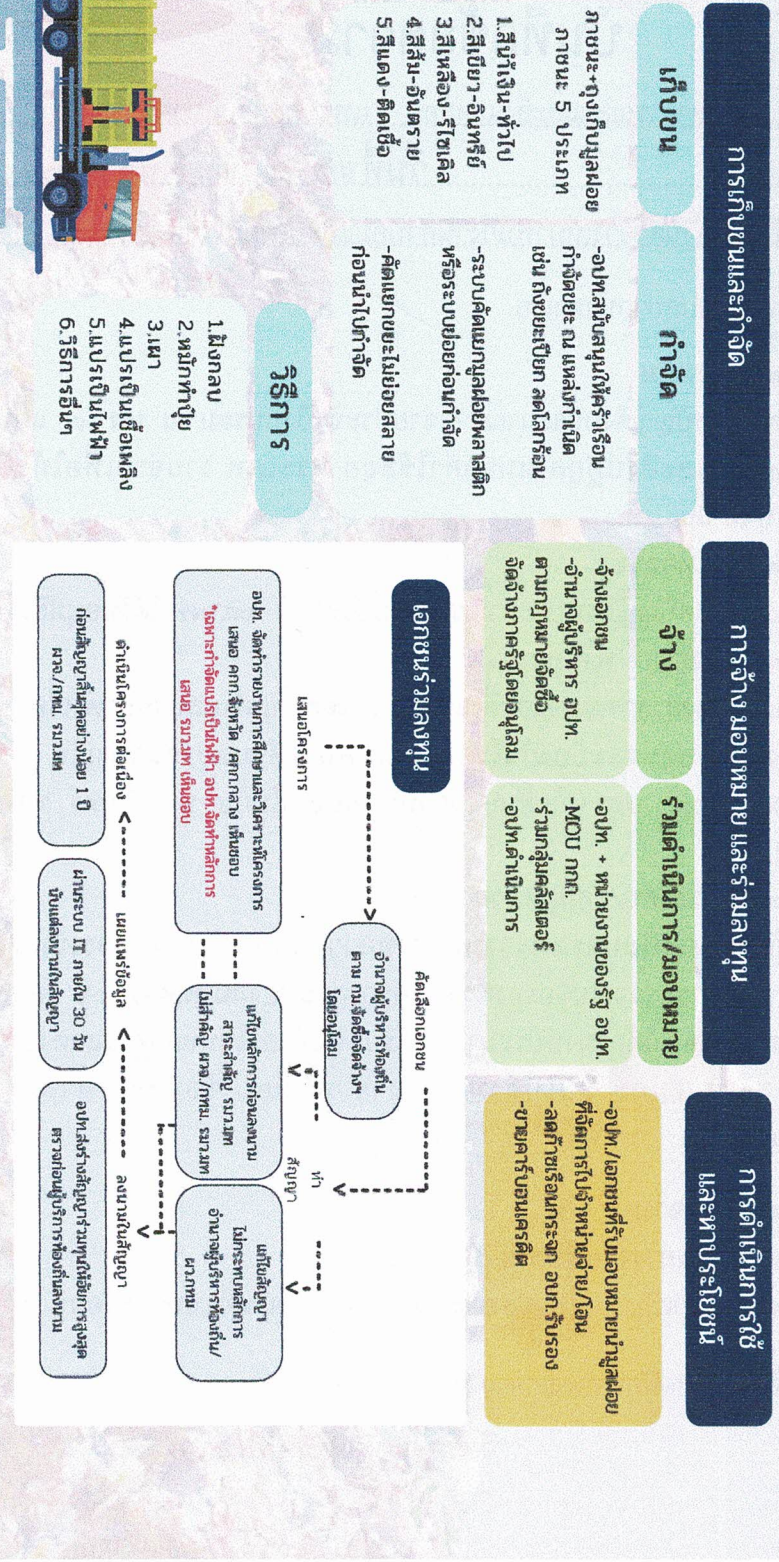 การเก็บขนและกำจัด
เก็บขน
ภาชนะ+ถุงเก็บมูลฝอย
ภาชนะ 5 ประเภท
1.สีน้ำเงิน-ทั่วไป
2.สีเขียว-อินทรีย์
3.สีเหลือง-รีไซเคิล
4.สีส้ม-อันตราย
5.สีแดง-ติดเชื้อ
กำจัด
-อปท.สนับสนุนให้ครัวเรือน
กำจัดขยะ ณ แหล่งกำเนิด
เช่น ถังขยะเปียก ลดโลกร้อน
-ระบบคัดแยกมูลฝอยพลาสติก
หรือระบบย่อยก่อนกำจัด
-คัดแยกขยะไม่ย่อยสลาย
ก่อนนำไปกำจัด
วิธีการ
1.ฝังกลบ
2.หมักทำปุ๋ย
3.เผา
4.แปรเป็นเชื้อเพลิง
5.แปรเป็นไฟฟ้า
6.วิธีการอื่นๆ
การจ้าง มอบหมาย และร่วมลงทุน
จ้าง
-จ้างเอกชน
-อำนาจผู้บริหาร อปท.
ตามกฎหมายจัดซื้อ
จัดจ้างภาครัฐโดยอนุโลม
ร่วมดำเนินการ/มอบหมาย
-อปท. + หน่วยงานของรัฐ อปท.
-MOU กกถ.
-ร่วมกลุ่มคลัสเตอร์
-อปท.ดำเนินการ
เอกชนร่วมลงทุน
เสนอโครงการ
อปท. จัดทำรายงานการศึกษาและวิเคราะห์โครงการ
เสนอ คกก.จังหวัด /คกก.กลาง เห็นชอบ
*เฉพาะกำจัดแปรเป็นไฟฟ้า อปท.จัดทำหลักการ
เสนอ รมว.มท เห็นชอบ
คัดเลือกเอกชน
อำนาจผู้บริหารท้องถิ่น
ตาม กม.จัดซื้อจัดจ้างฯ
โดยอนุโลม
ทำ
สัญญา
แก้ไขหลักการก่อนลงนาม
สาระสำคัญ รมว.มท
ไม่สำคัญ ผวจ/กทม. รมว.มท
แก้ไขสัญญา
ไม่กระทบหลักการ
อำนาจผู้บริหารท้องถิ่น/
ผว.กทม
ลงนามในสัญญา
อปท.ส่งร่างสัญญาร่วมทุนให้อัยการสูงสุด
ตรวจก่อนผู้บริการท้องถิ่นลงนาม
เผยแพร่ข้อมูล
ผ่านระบบ IT ภายใน 30 วัน
นับแต่ลงนามในสัญญา
ดำเนินโครงการต่อเนื่อง
ก่อนสัญญาสิ้นสุดอย่างน้อย 1 ปี
ผวจ/กทม. รมว.มท
การดำเนินการใช้
และหาประโยชน์
-อปท./เอกชนที่รับมอบหมายนำมูลฝอย
ที่จัดการไปจำหน่ายจ่าย/โอน
-ลดก๊าซเรือนกระจก อบก.รับรอง
-ขายคาร์บอนเครดิต